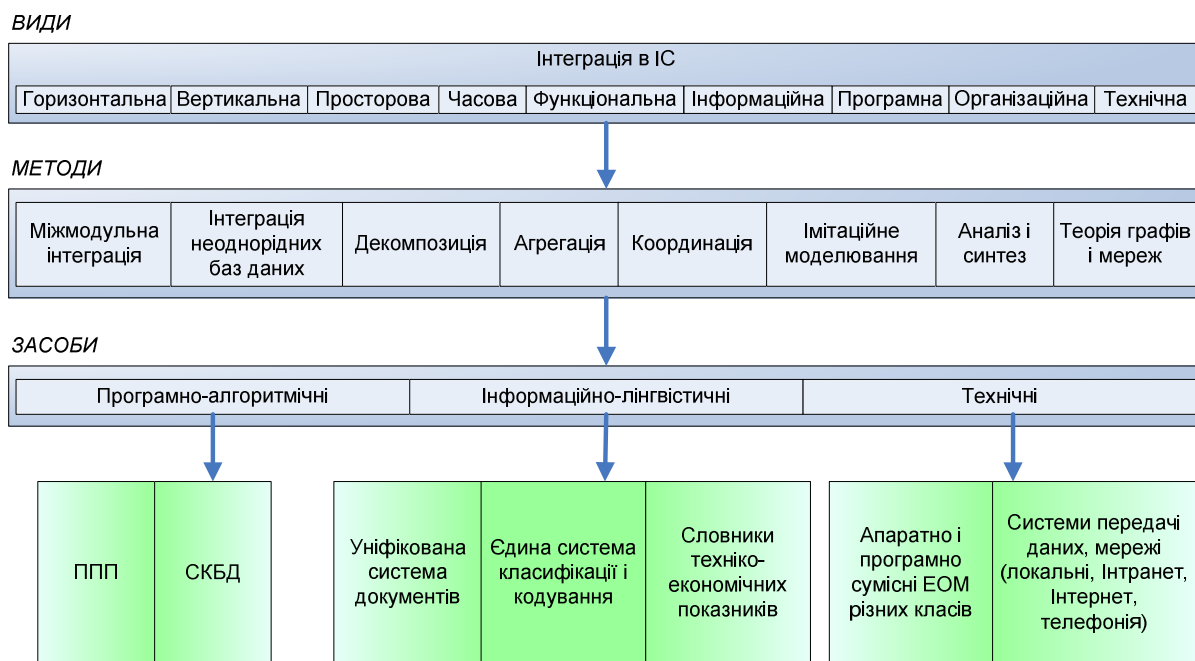 ВИДИ
Інтеграція в ІС
Горизонтальна Вертикальна Просторова Часова Функціональна Інформаційна Програмна Організаційна Технічна
МЕТОДИ
Міжмодульна
інтеграція
Інтеграція
неоднорідних
баз даних
Декомпозиція
Агрегація
Координація
Імітаційне
моделювання
Аналіз і
синтез
Теорія графів
і мереж
ЗАСОБИ
Програмно-алгоритмічні
Інформаційно-лінгвістичні
Технічні
ППП
СКБД
Уніфікована
система
документів
Єдина система
класифікації і
кодування
Словники
техніко-
економічних
показників
Апаратно і
програмно
сумісні ЕОМ
різних класів
Системи передачі
даних, мережі
(локальні, Інтранет,
Інтернет,
телефонія)